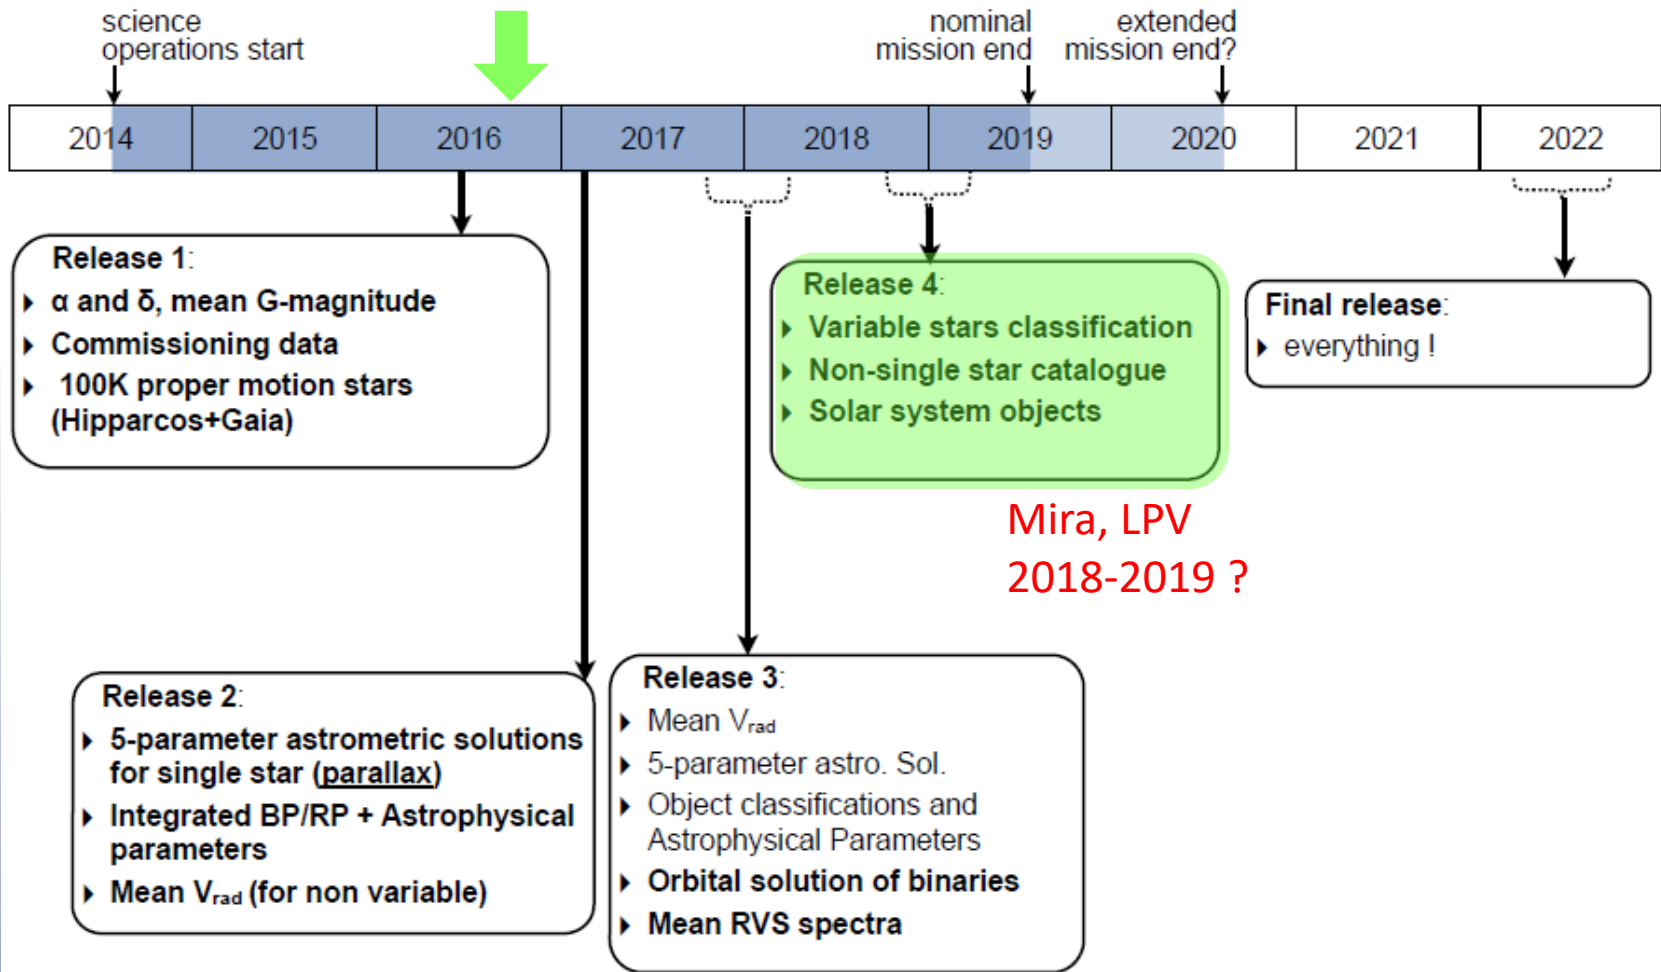 science
operations start
nominal
mission end
extended
mission end?
2014 2015 2016 2017 2018 2019 2020 2021 2022
Release 1:
α and δ, mean G-magnitude
Commissioning data
100K proper motion stars
(Hipparcos+Gaia)
Release 4:
Variable stars classification
Non-single star catalogue
Solar system objects
Final release:
everything !
Mira, LPV
2018-2019 ?
Release 2:
5-parameter astrometric solutions
for single star (parallax)
Integrated BP/RP + Astrophysical
parameters
Mean Vrad (for non variable)
Release 3:
Mean Vrad
5-parameter astro. Sol.
Object classifications and
Astrophysical Parameters
Orbital solution of binaries
Mean RVS spectra